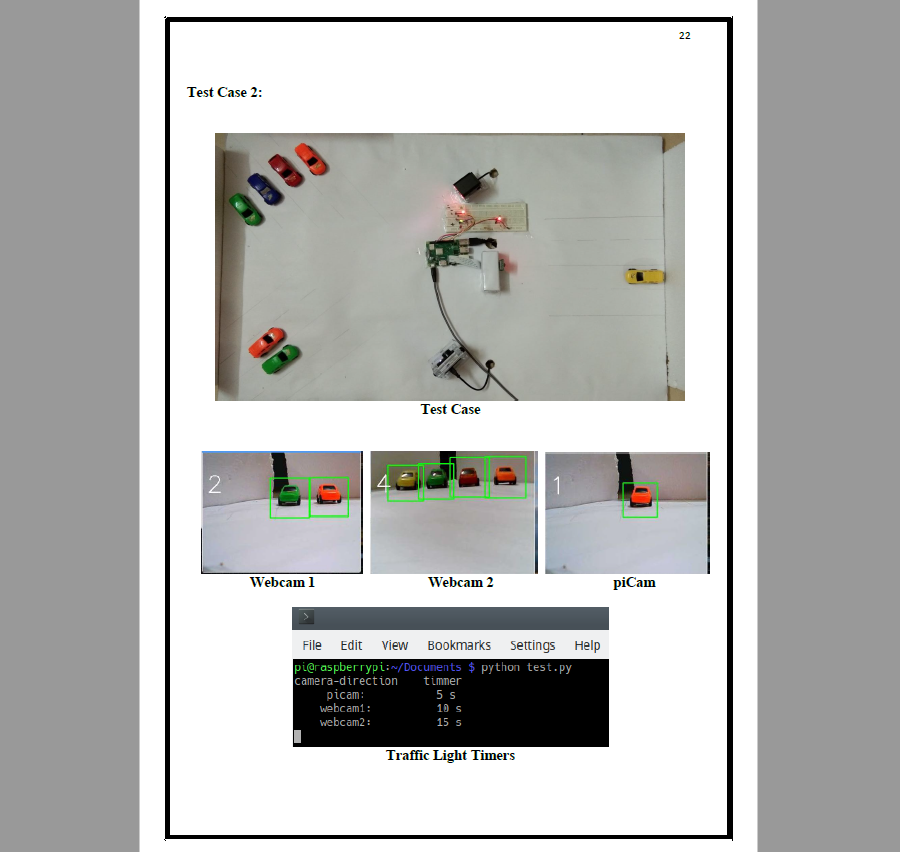 22
Test Case 2:
Test Case
2
4
1
Webcam 1
Webcam 2
piCam
File Edit View Bookmarks Settings Help
pi@raspberrypi:~/Documents $ python test.py
camera-direction timmer
picam: 5 s
webcam1: 10 s
webcam2: 15 s
Traffic Light Timers